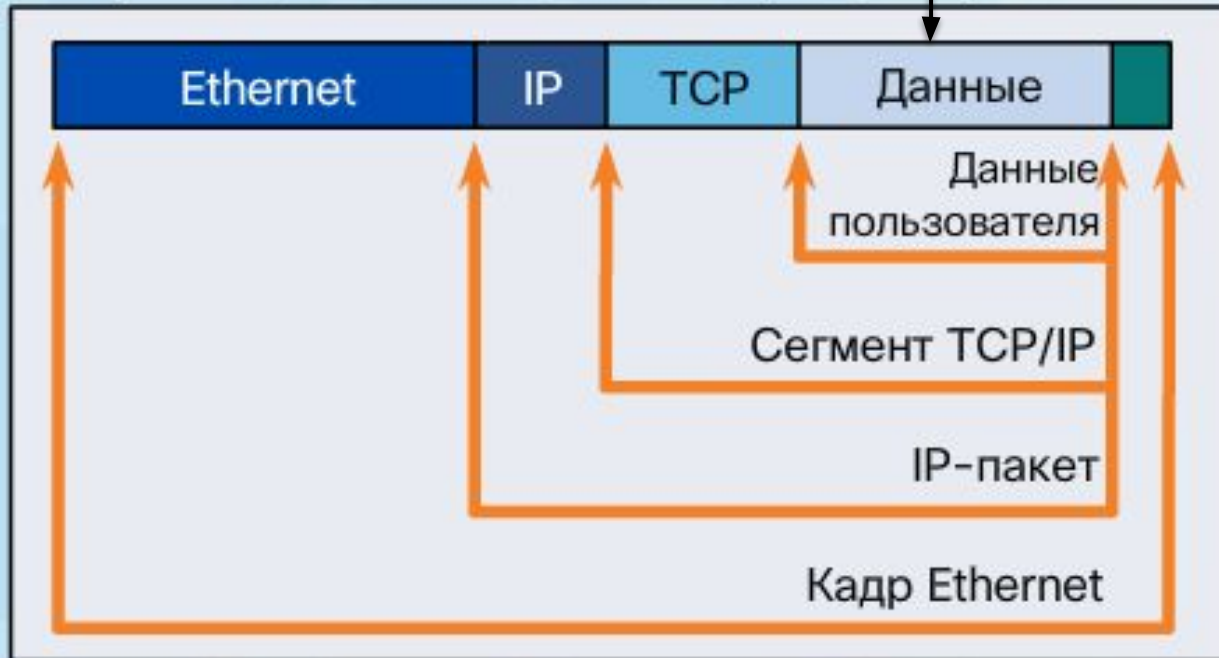 Ethernet IP TCP Данные
Данные
пользователя
Сегмент TCP/IP
IP-пакет
Кадр Ethernet